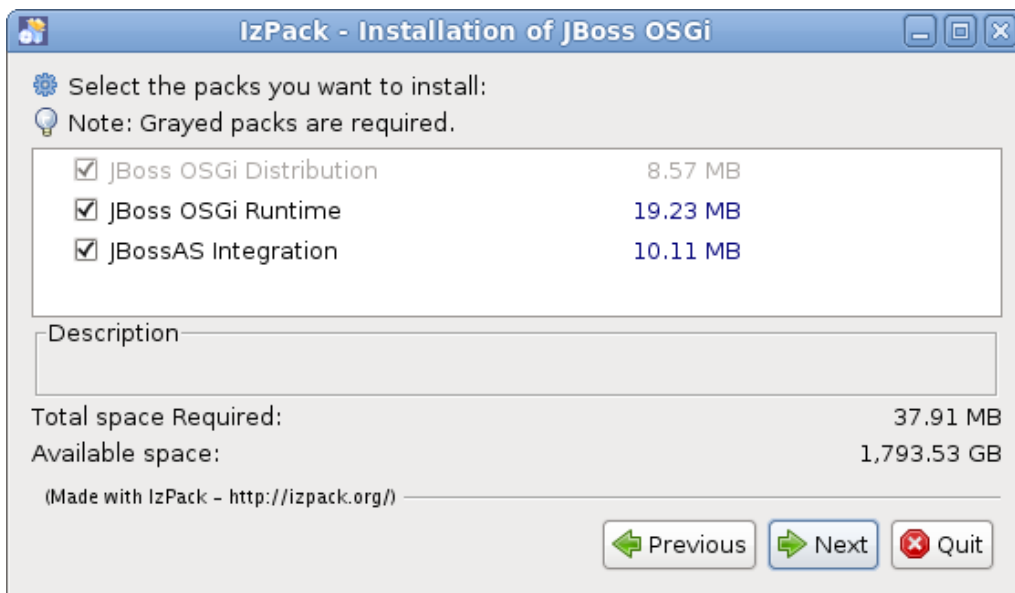 IzPack - Installation of JBoss OSGi
Select the packs you want to install:
Note: Grayed packs are required.
JBoss OSGi Distribution 8.57 MB
JBoss OSGi Runtime 19.23 MB
JBossAS Integration 10.11 MB
Description
Total space Required: 37.91 MB
Available space: 1,793.53 GB
(Made with IzPack - http://izpack.org/)
Previous Next Quit